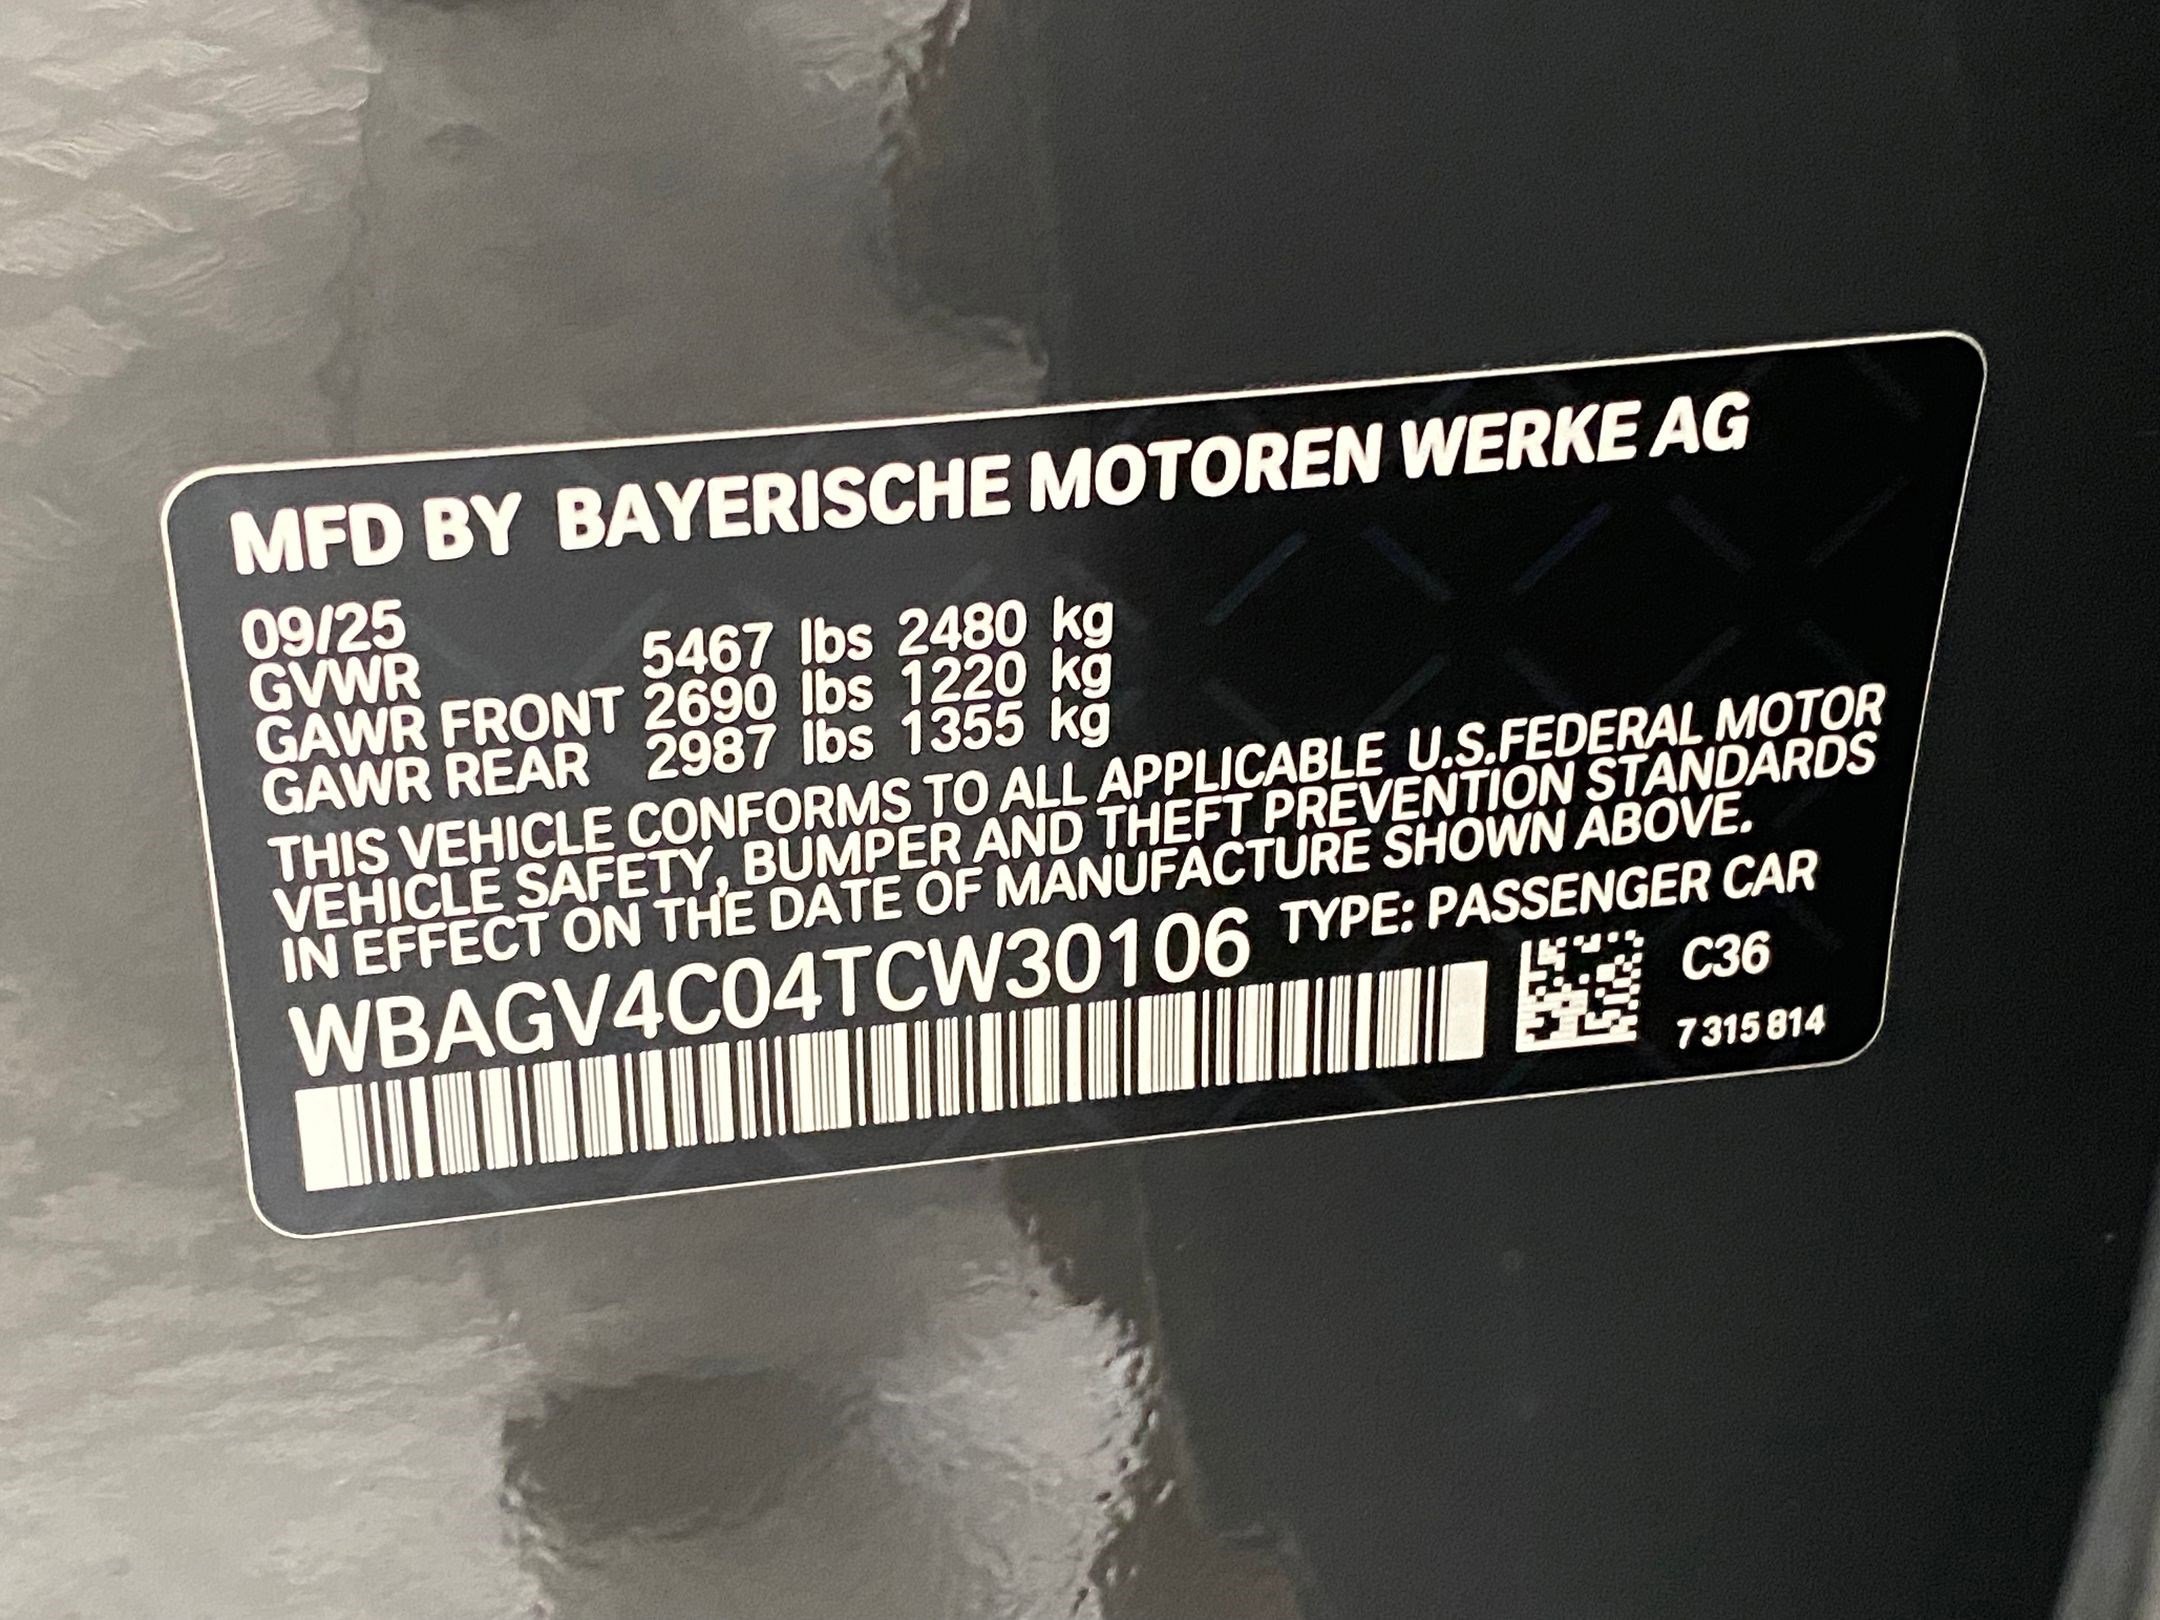 MFD BY BAYERISCHE MOTOREN WERKE AG
09/25
GVWR 5467 lbs 2480 kg
GAWR FRONT 2690 lbs 1220 kg
GAWR REAR 2987 lbs 1355 kg
THIS VEHICLE CONFORMS TO ALL APPLICABLE U.S.FEDERAL MOTOR
VEHICLE SAFETY, BUMPER AND THEFT PREVENTION STANDARDS
IN EFFECT ON THE DATE OF MANUFACTURE SHOWN ABOVE.
WBAGV4C04TCW30106 TYPE: PASSENGER CAR
C36
7 315 814